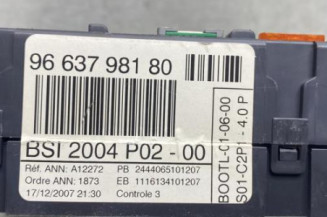 96 637 981 80
BSI 2004 P02 - 00
Réf. ANN: A12272 PB 2444065101207
Ordre ANN: 1873 EB 1116134101207
17/12/2007 21:30 Controle 3
BOOTL-01-06-00
S01-C2P1 - 4.0 P